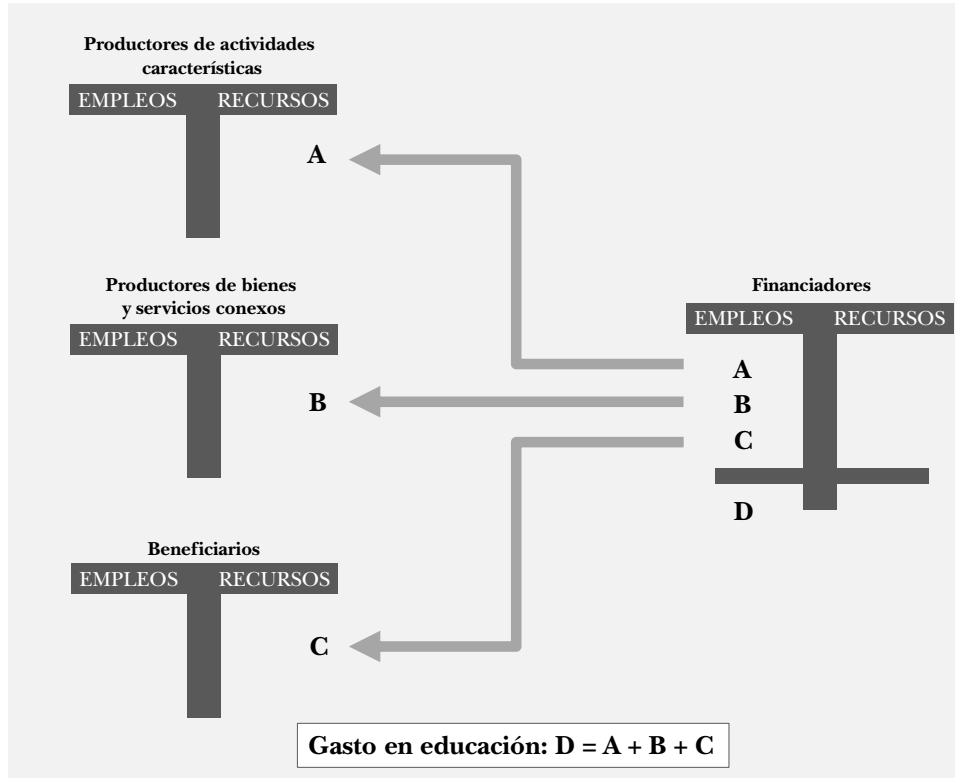 Productores de actividades
características
EMPLEOS RECURSOS
A
Productores de bienes
y servicios conexos
EMPLEOS RECURSOS
B
Beneficiarios
EMPLEOS RECURSOS
C
Financiadores
EMPLEOS RECURSOS
A
B
C
D
Gasto en educación: D = A + B + C